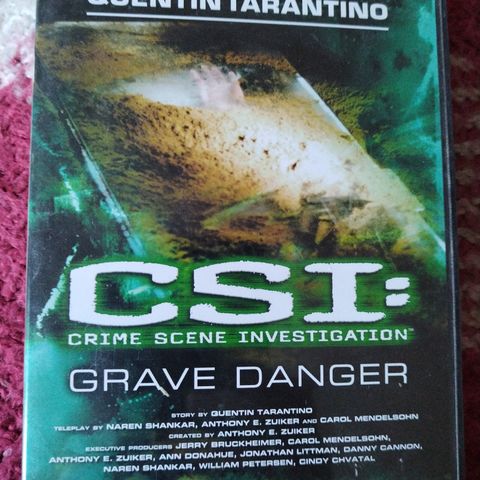 QUENTIN TARANTINO
CSI:
CRIME SCENE INVESTIGATION™
GRAVE DANGER
STORY BY QUENTIN TARANTINO
TELEPLAY BY NAREN SHANKAR, ANTHONY E. ZUIKER AND CAROL MENDELSOHN
CREATED BY ANTHONY E. ZUIKER
EXECUTIVE PRODUCERS JERRY BRUCKHEIMER, CAROL MENDELSOHN,
ANTHONY E. ZUIKER, ANN DONAHUE, JONATHAN LITTMAN, DANNY CANNON,
NAREN SHANKAR, WILLIAM PETERSEN, CINDY CHVATAL